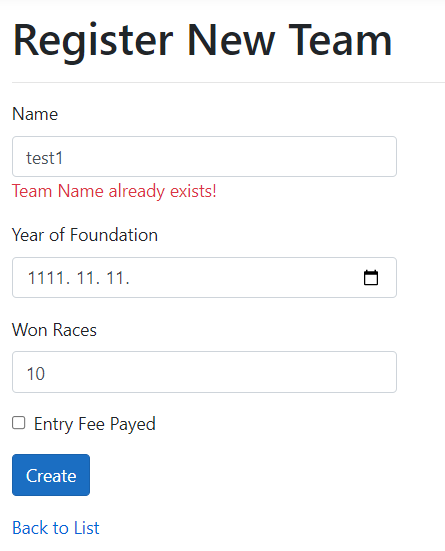 Register New Team
Name
test1
Team Name already exists!
Year of Foundation
1111. 11. 11.
Won Races
10
Entry Fee Payed
Create
Back to List